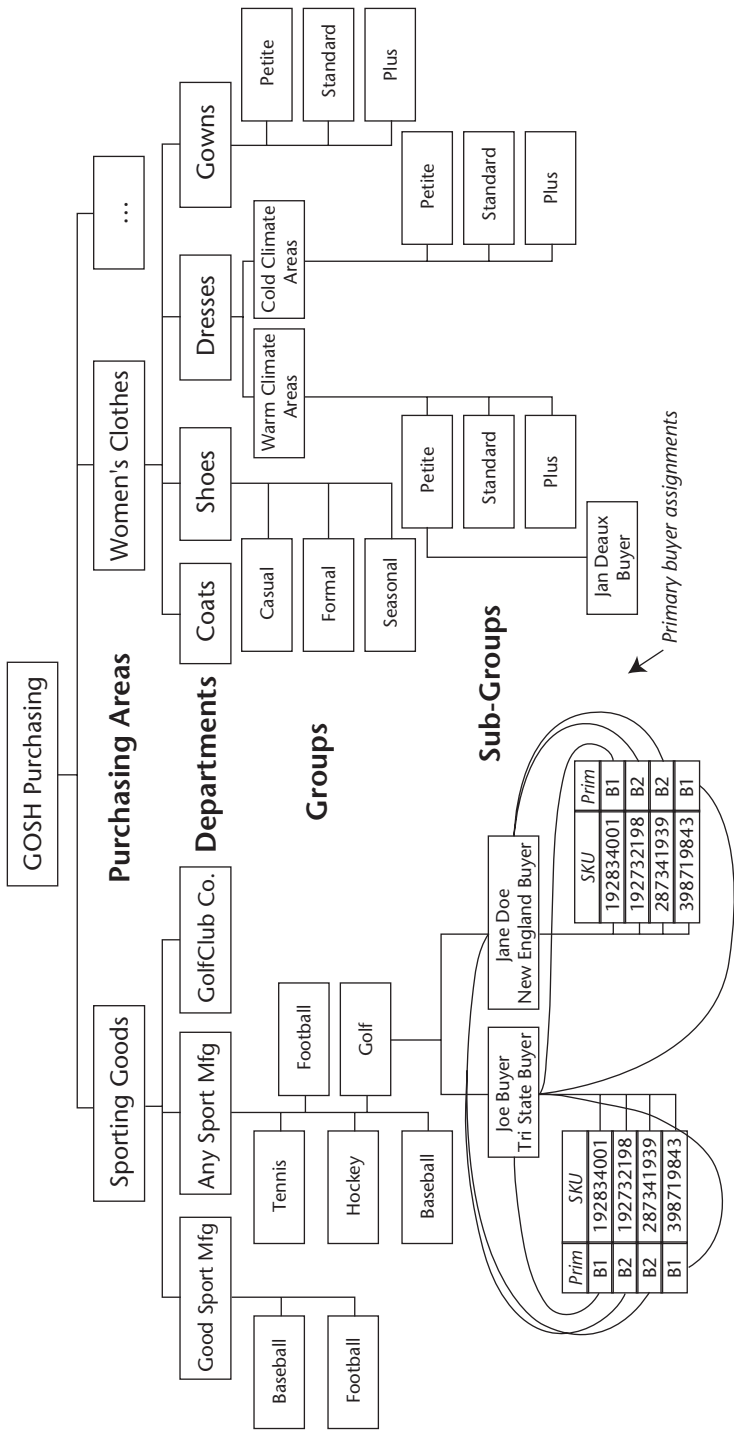 GOSH Purchasing
Purchasing Areas
Sporting Goods
Women's Clothes
...
Departments
Good Sport Mfg
Any Sport Mfg
GolfClub Co.
Coats
Shoes
Dresses
Gowns
Groups
Baseball
Football
Tennis
Hockey
Baseball
Football
Golf
Casual
Formal
Seasonal
Warm Climate
Areas
Cold Climate
Areas
Petite
Standard
Plus
Sub-Groups
Petite
Standard
Plus
Petite
Standard
Plus
Jan Deaux
Buyer
Joe Buyer
Tri State Buyer
Jane Doe
New England Buyer
Primary buyer assignments
Prim SKU
B1 192834001
B2 192732198
B2 287341939
B1 398719843
SKU Prim
192834001 B1
192732198 B2
287341939 B2
398719843 B1